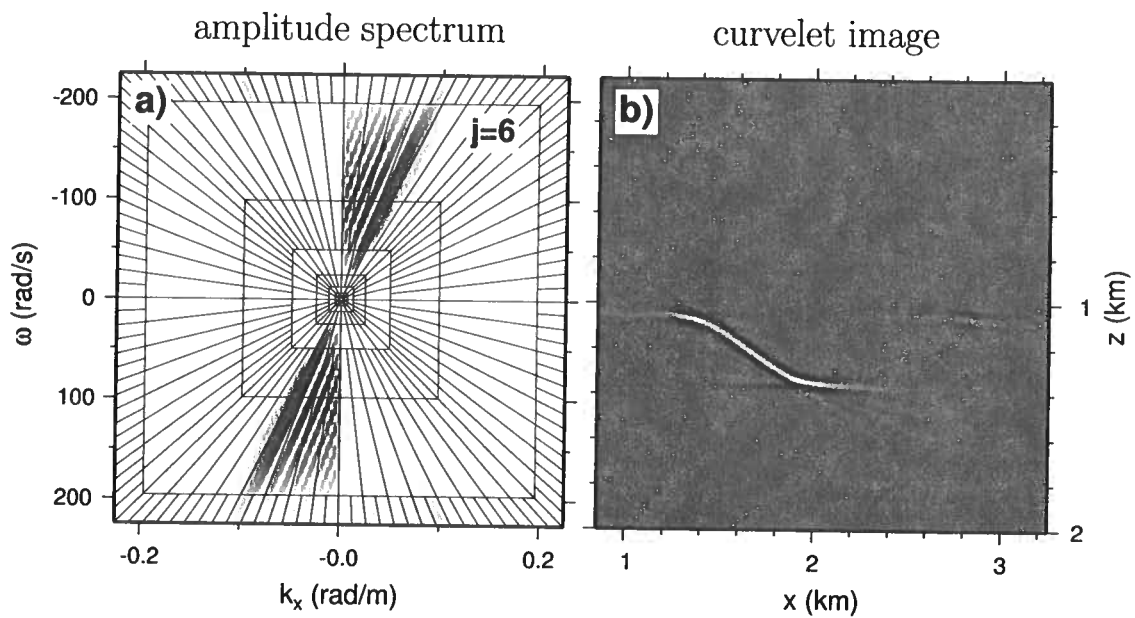 amplitude spectrum
curvelet image
a)
j=6
b)
-200
-100
0
100
200
ω (rad/s)
-0.2
-0.0
0.2
kx (rad/m)
1
2
z (km)
1
2
3
x (km)